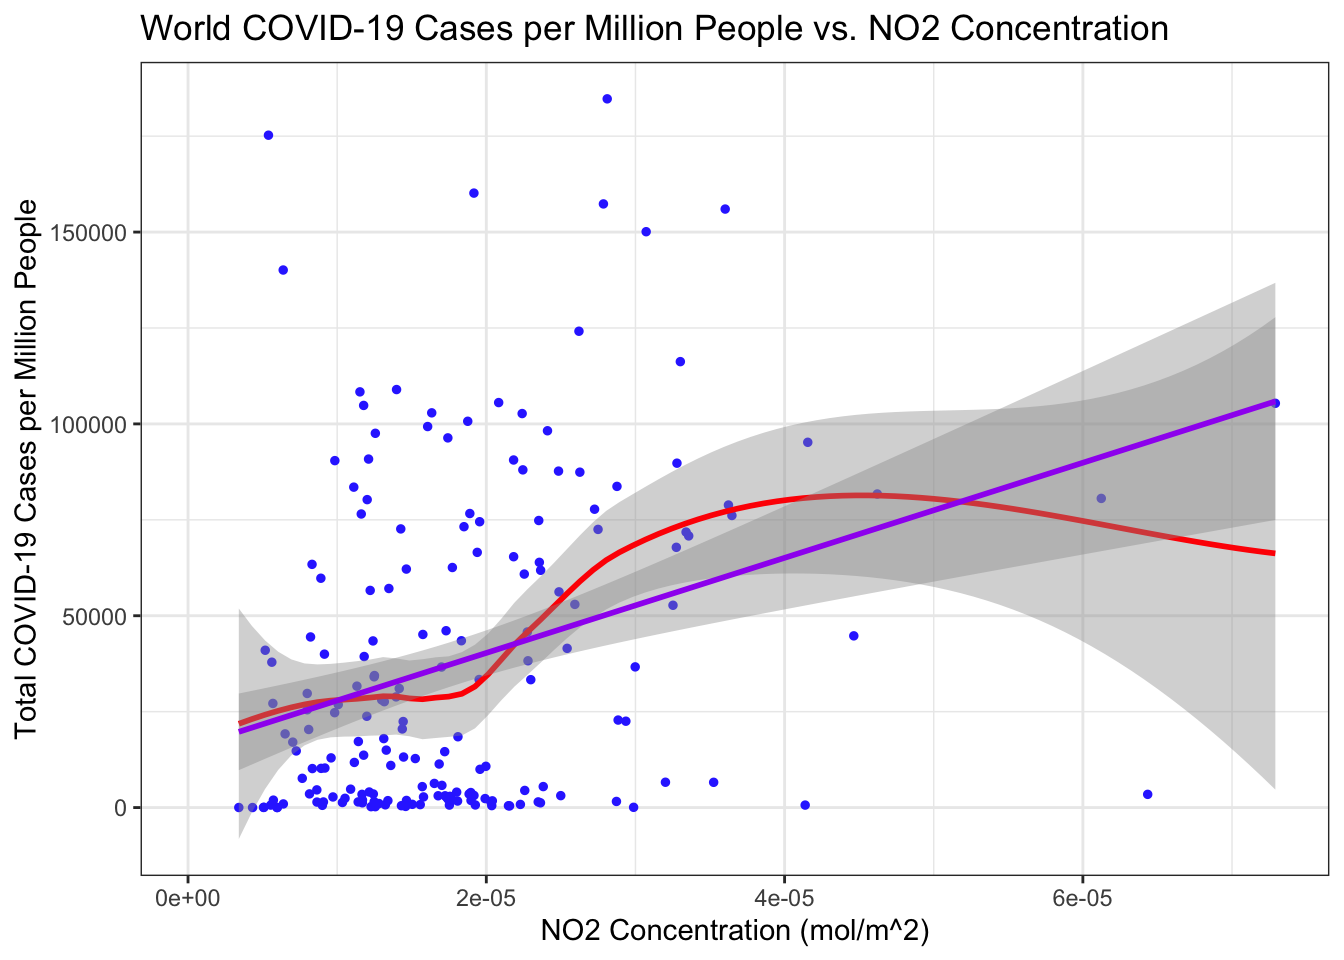 World COVID-19 Cases per Million People vs. NO2 Concentration
Total COVID-19 Cases per Million People
150000
100000
50000
0
0e+00
2e-05
4e-05
6e-05
NO2 Concentration (mol/m^2)